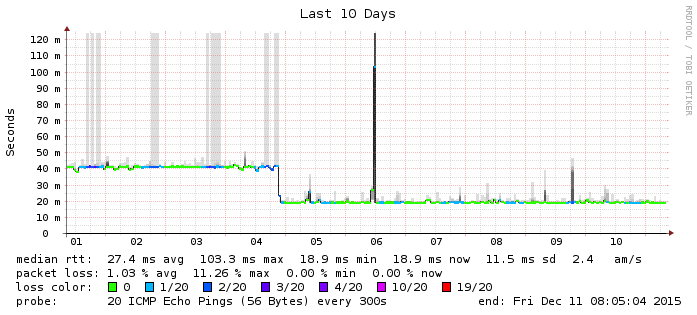 Last 10 Days
RRDTOOL / TOBI OETIKER
Seconds
120 m
110 m
100 m
90 m
80 m
70 m
60 m
50 m
40 m
30 m
20 m
10 m
0
01 02 03 04 05 06 07 08 09 10
median rtt: 27.4 ms avg 103.3 ms max 18.9 ms min 18.9 ms now 11.5 ms sd 2.4 am/s
packet loss: 1.03 % avg 11.26 % max 0.00 % min 0.00 % now
loss color: 0 1/20 2/20 3/20 4/20 10/20 19/20
probe: 20 ICMP Echo Pings (56 Bytes) every 300s end: Fri Dec 11 08:05:04 2015